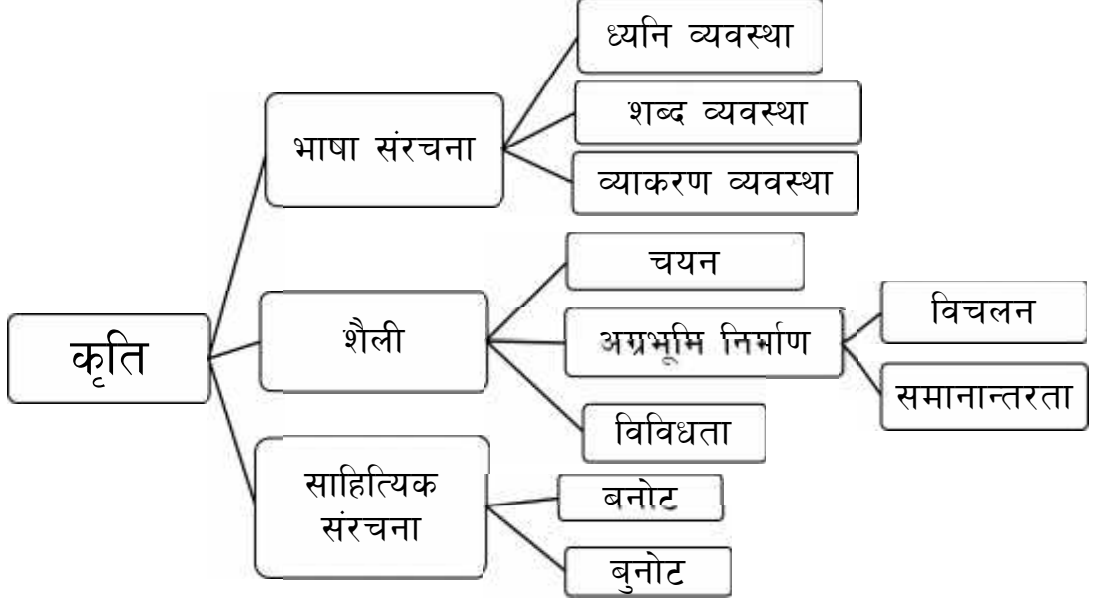 कृति
भाषा संरचना
ध्यनि व्यवस्था
शब्द व्यवस्था
व्याकरण व्यवस्था
शैली
चयन
अग्रभूमि निर्माण
विचलन
समानान्तरता
विविधता
साहित्यिक
संरचना
बनोट
बुनोट